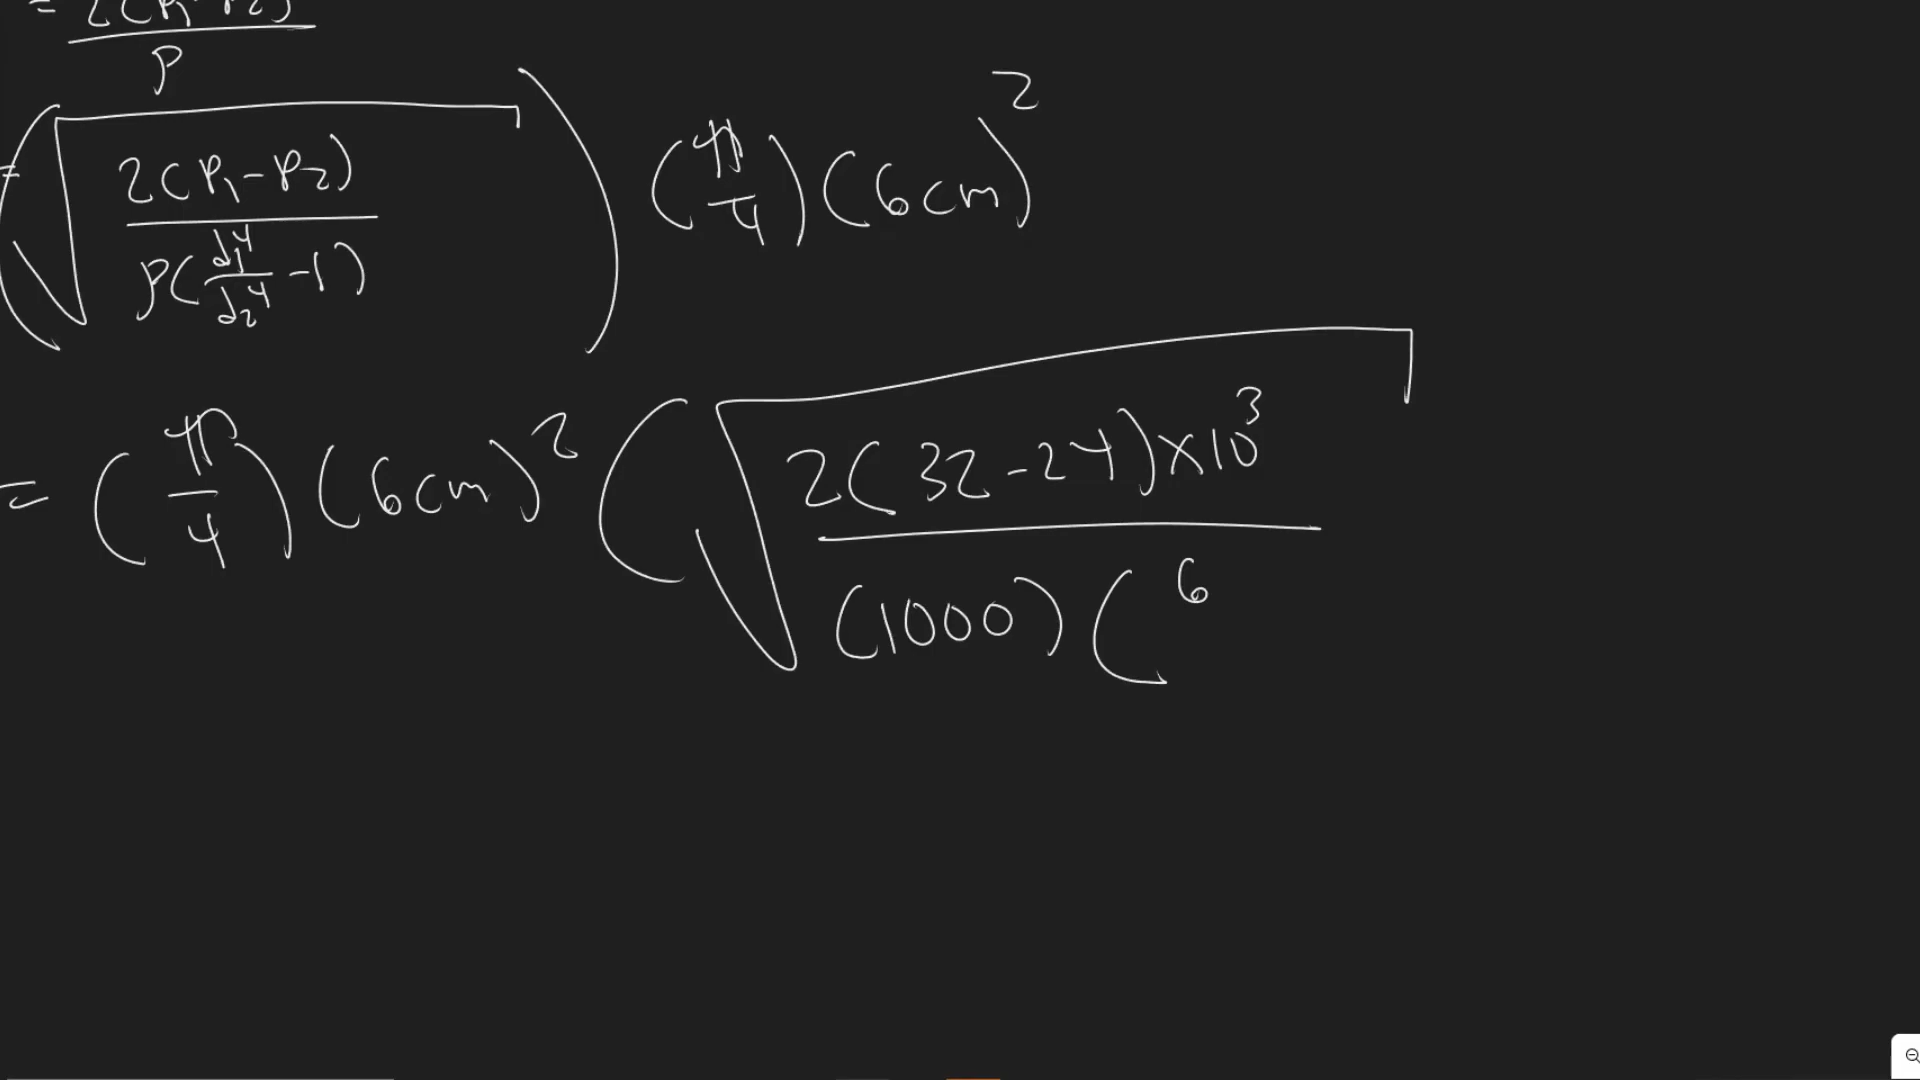 = 2(P₁-P₂)
ρ
= √ 2(P₁-P₂) (π/4)(6cm)²
ρ(d₁⁴/d₂⁴ -1)
= (π/4)(6cm)² (√ 2(32-24)×10³
(1000)(6